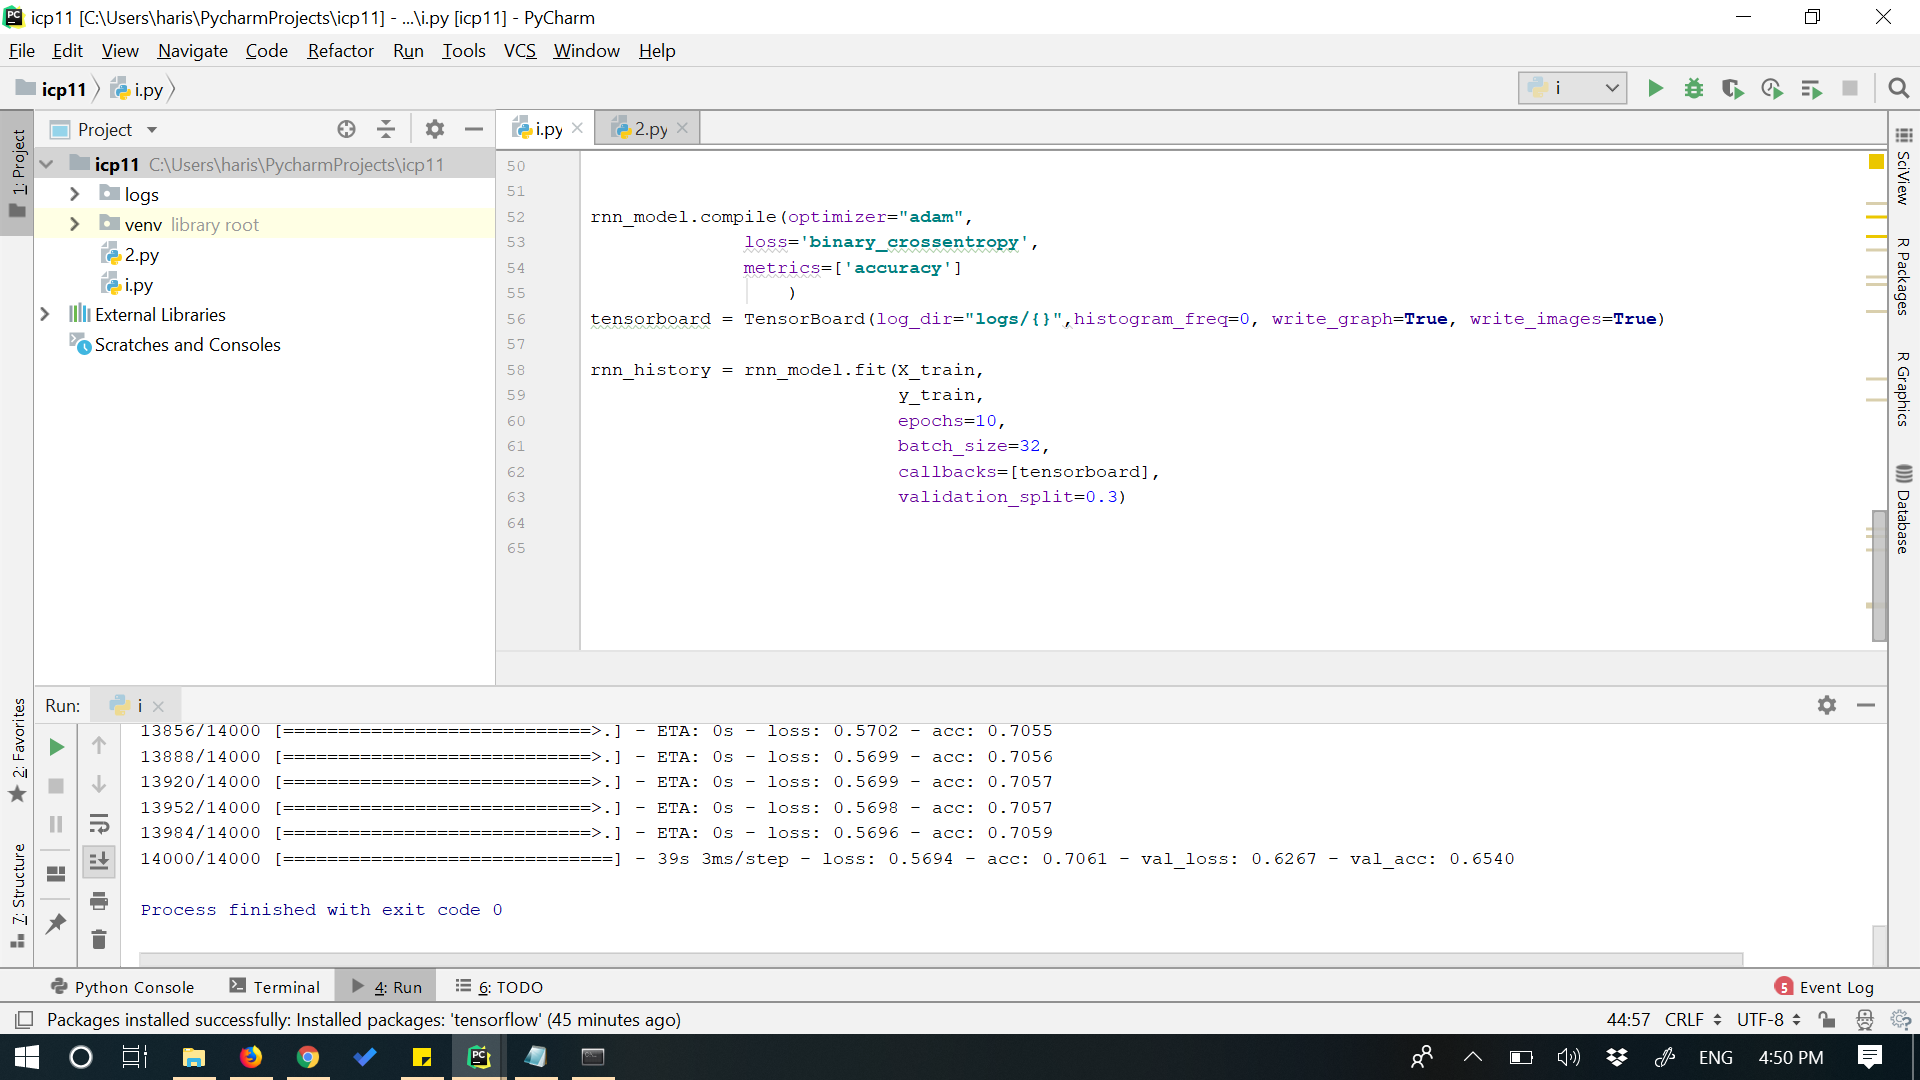 icp11 [C:\Users\haris\PycharmProjects\icp11] - ...\i.py [icp11] - PyCharm
File Edit View Navigate Code Refactor Run Tools VCS Window Help
icp11 i.py i
Project
i.py
2.py
1: Project
icp11 C:\Users\haris\PycharmProjects\icp11
logs
venv library root
2.py
i.py
External Libraries
Scratches and Consoles
50
51
52 rnn_model.compile(optimizer="adam",
53 loss='binary_crossentropy',
54 metrics=['accuracy']
55 )
56 tensorboard = TensorBoard(log_dir="logs/{}",histogram_freq=0, write_graph=True, write_images=True)
57
58 rnn_history = rnn_model.fit(X_train,
59 y_train,
60 epochs=10,
61 batch_size=32,
62 callbacks=[tensorboard],
63 validation_split=0.3)
64
65
SciView
R Packages
R Graphics
Database
Run: i
2: Favorites
7: Structure
13856/14000 [============================>.] - ETA: 0s - loss: 0.5702 - acc: 0.7055
13888/14000 [============================>.] - ETA: 0s - loss: 0.5699 - acc: 0.7056
13920/14000 [============================>.] - ETA: 0s - loss: 0.5699 - acc: 0.7057
13952/14000 [============================>.] - ETA: 0s - loss: 0.5698 - acc: 0.7057
13984/14000 [============================>.] - ETA: 0s - loss: 0.5696 - acc: 0.7059
14000/14000 [==============================] - 39s 3ms/step - loss: 0.5694 - acc: 0.7061 - val_loss: 0.6267 - val_acc: 0.6540
Process finished with exit code 0
Python Console Terminal 4: Run 6: TODO 5 Event Log
Packages installed successfully: Installed packages: 'tensorflow' (45 minutes ago) 44:57 CRLF UTF-8
ENG 4:50 PM